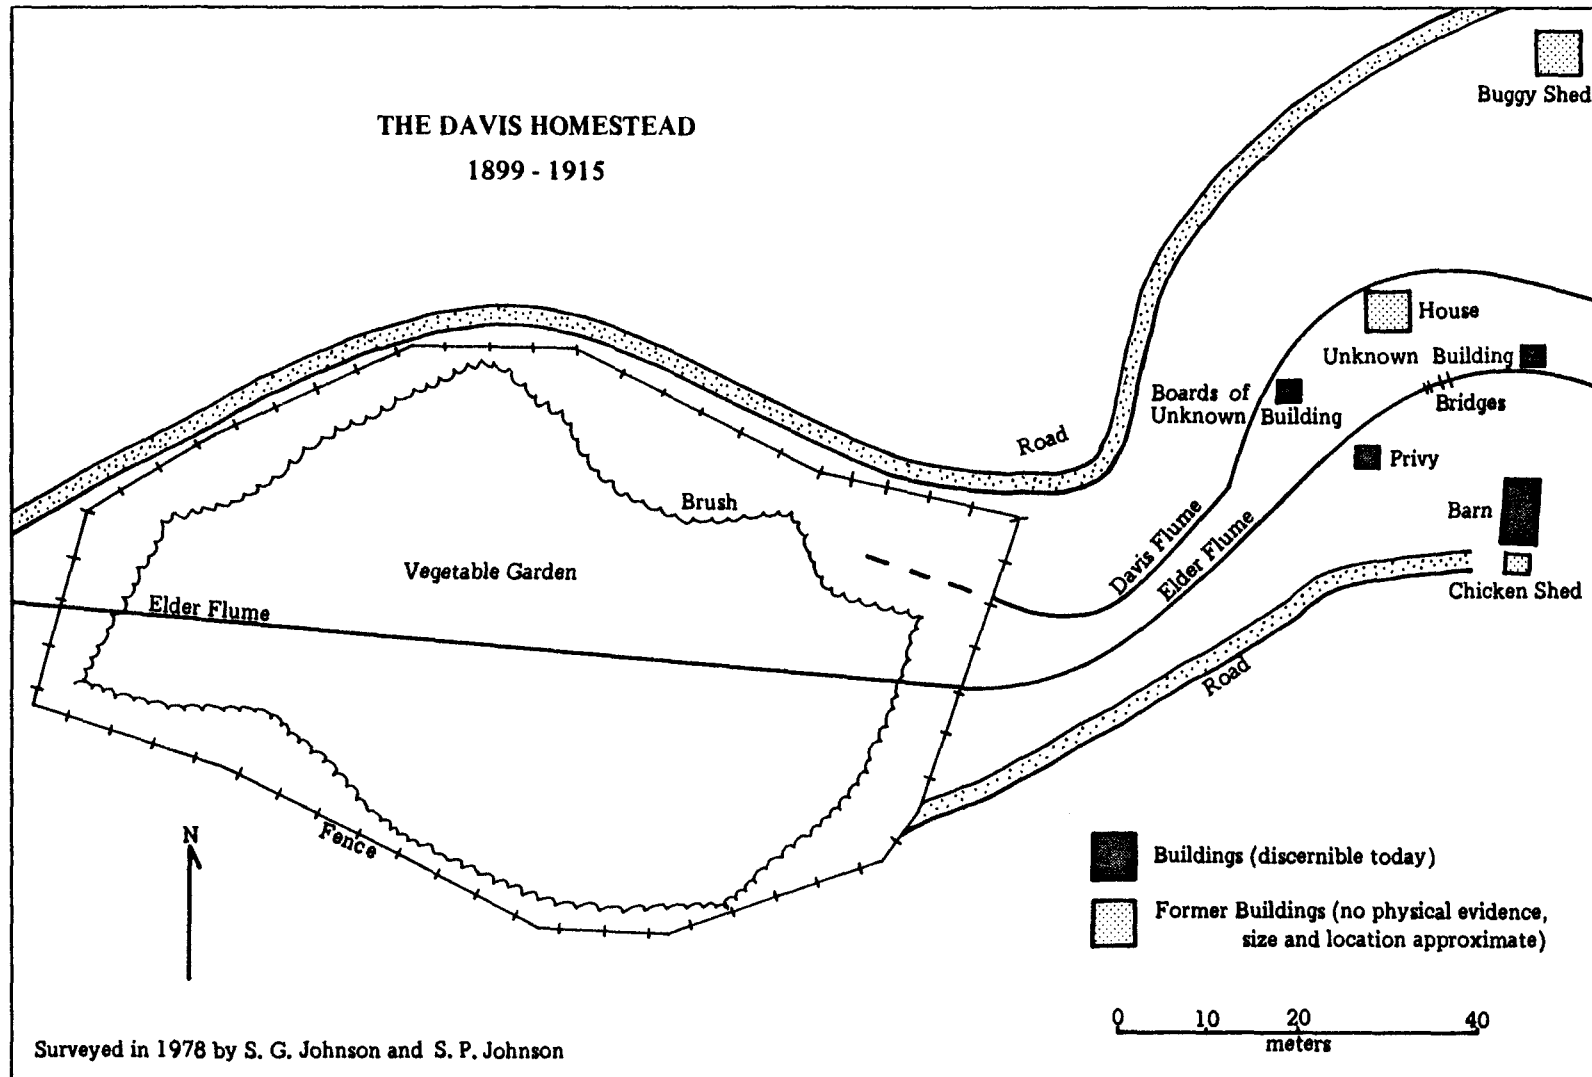 THE DAVIS HOMESTEAD
1899 - 1915
Buggy Shed
House
Unknown Building
Boards of
Unknown Building
Bridges
Road
Privy
Brush
Barn
Vegetable Garden
Davis Flume
Elder Flume
Chicken Shed
Elder Flume
Road
Fence
N
Buildings (discernible today)
Former Buildings (no physical evidence,
size and location approximate)
0 10 20 40
meters
Surveyed in 1978 by S. G. Johnson and S. P. Johnson